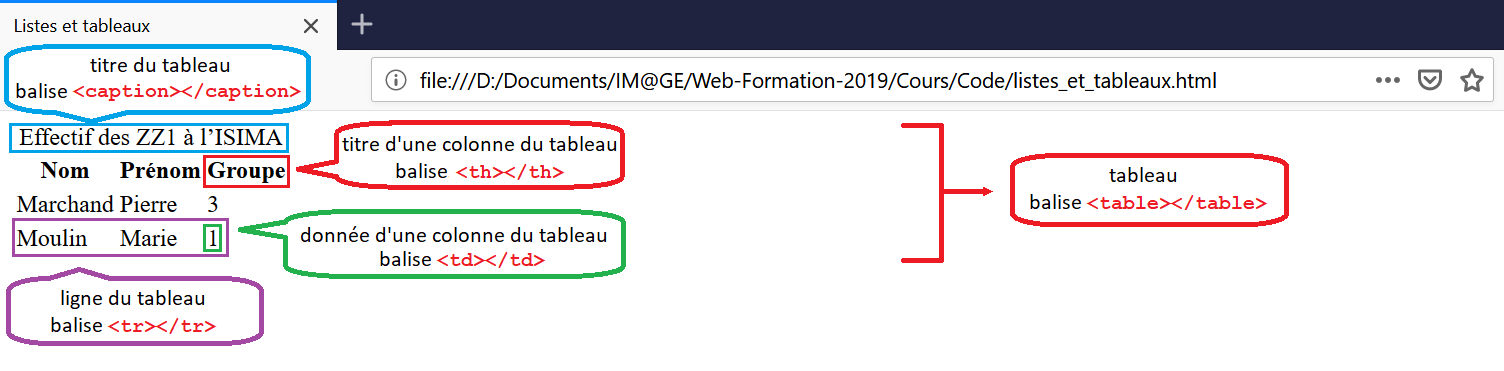 Listes et tableaux
titre du tableau
balise <caption></caption>
file:///D:/Documents/IM@GE/Web-Formation-2019/Cours/Code/listes_et_tableaux.html
Effectif des ZZ1 à l’ISIMA
Nom Prénom Groupe
Marchand Pierre 3
Moulin Marie 1
titre d'une colonne du tableau
balise <th></th>
donnée d'une colonne du tableau
balise <td></td>
tableau
balise <table></table>
ligne du tableau
balise <tr></tr>